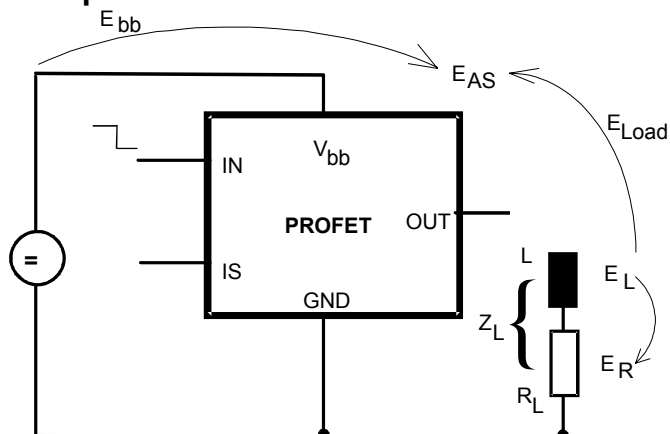 E bb
E AS
E Load
V bb
IN
PROFET
OUT
=
IS
L
E L
GND
Z L {
E R
R L